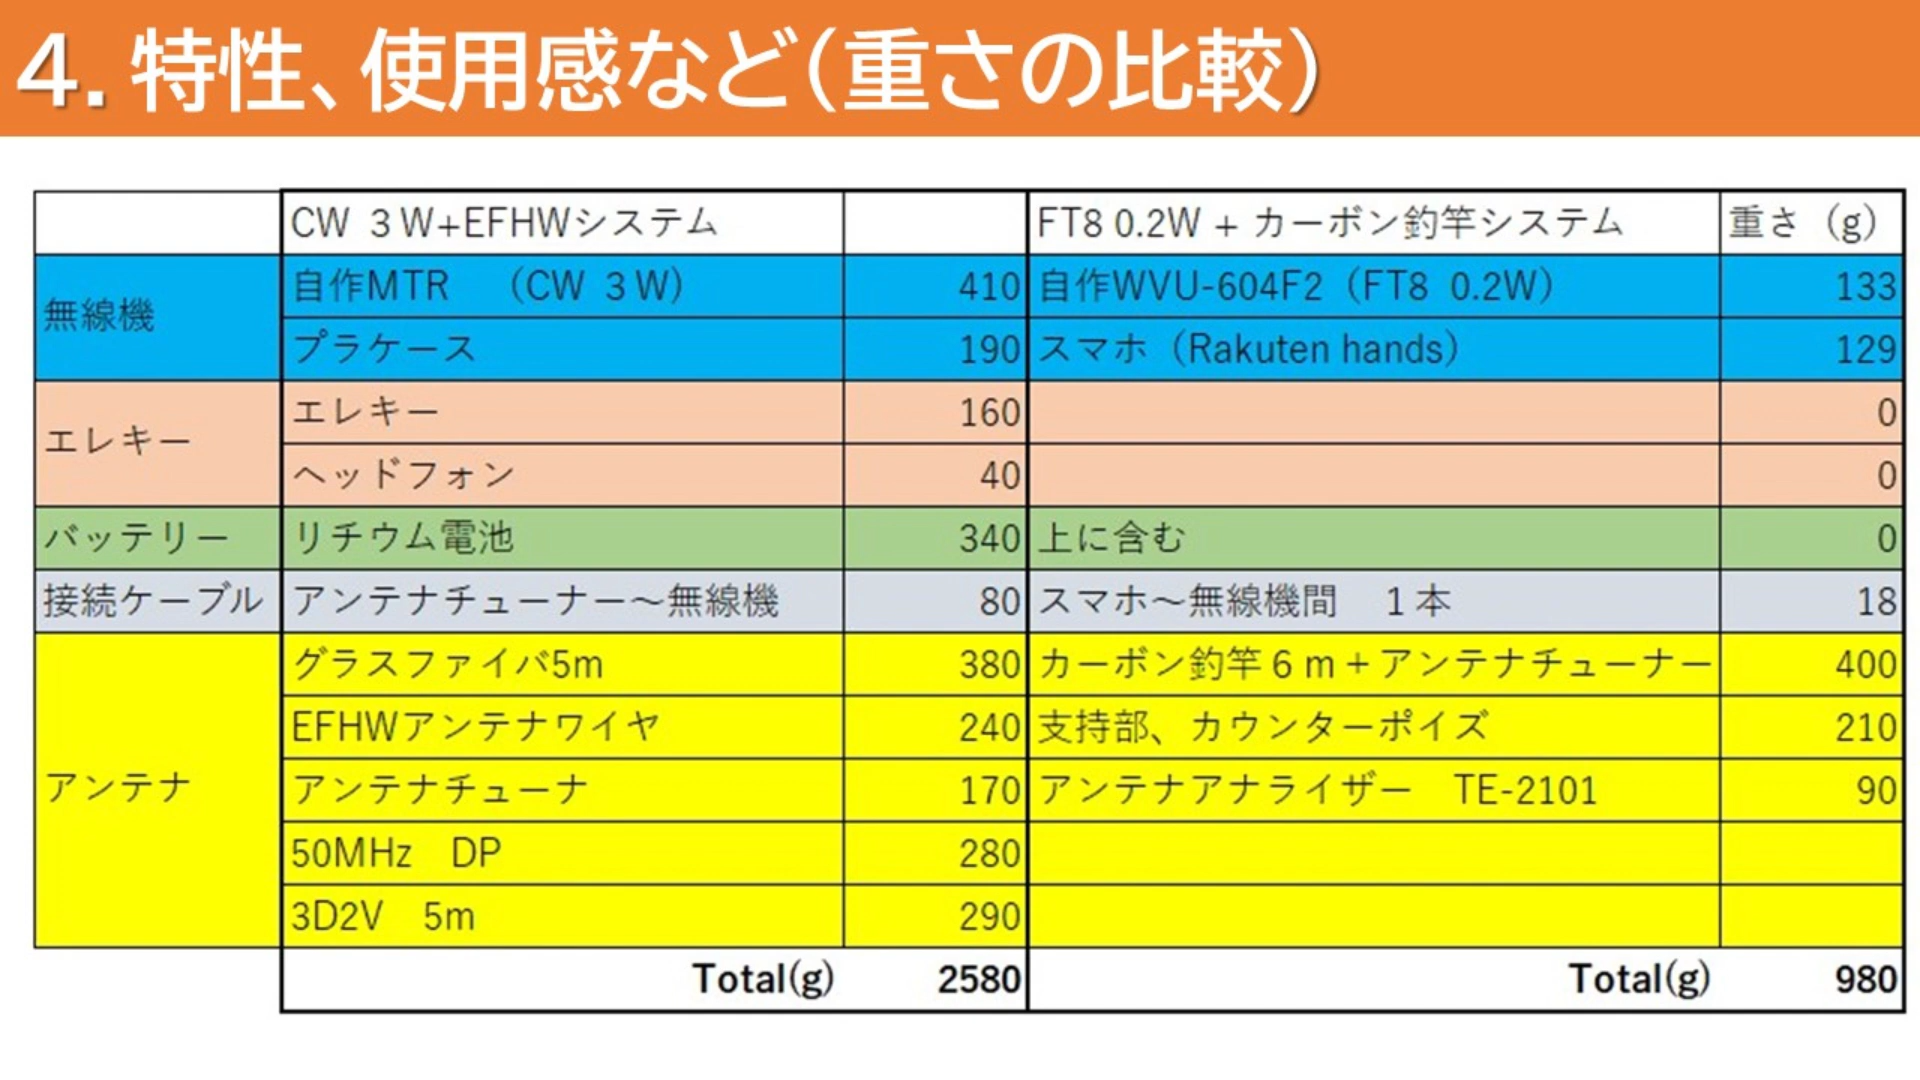 4. 特性、使用感など（重さの比較）
CW 3W+EFHWシステム FT8 0.2W + カーボン釣竿システム 重さ（g）
無線機 自作MTR （CW 3W） 410 自作WVU-604F2（FT8 0.2W） 133
プラケース 190 スマホ（Rakuten hands） 129
エレキー エレキー 160 0
ヘッドフォン 40 0
バッテリー リチウム電池 340 上に含む 0
接続ケーブル アンテナチューナー～無線機 80 スマホ～無線機間 1本 18
アンテナ グラスファイバ5m 380 カーボン釣竿6m+アンテナチューナー 400
EFHWアンテナワイヤ 240 支持部、カウンターポイズ 210
アンテナチューナ 170 アンテナアナライザー TE-2101 90
50MHz DP 280
3D2V 5m 290
Total(g) 2580 Total(g) 980